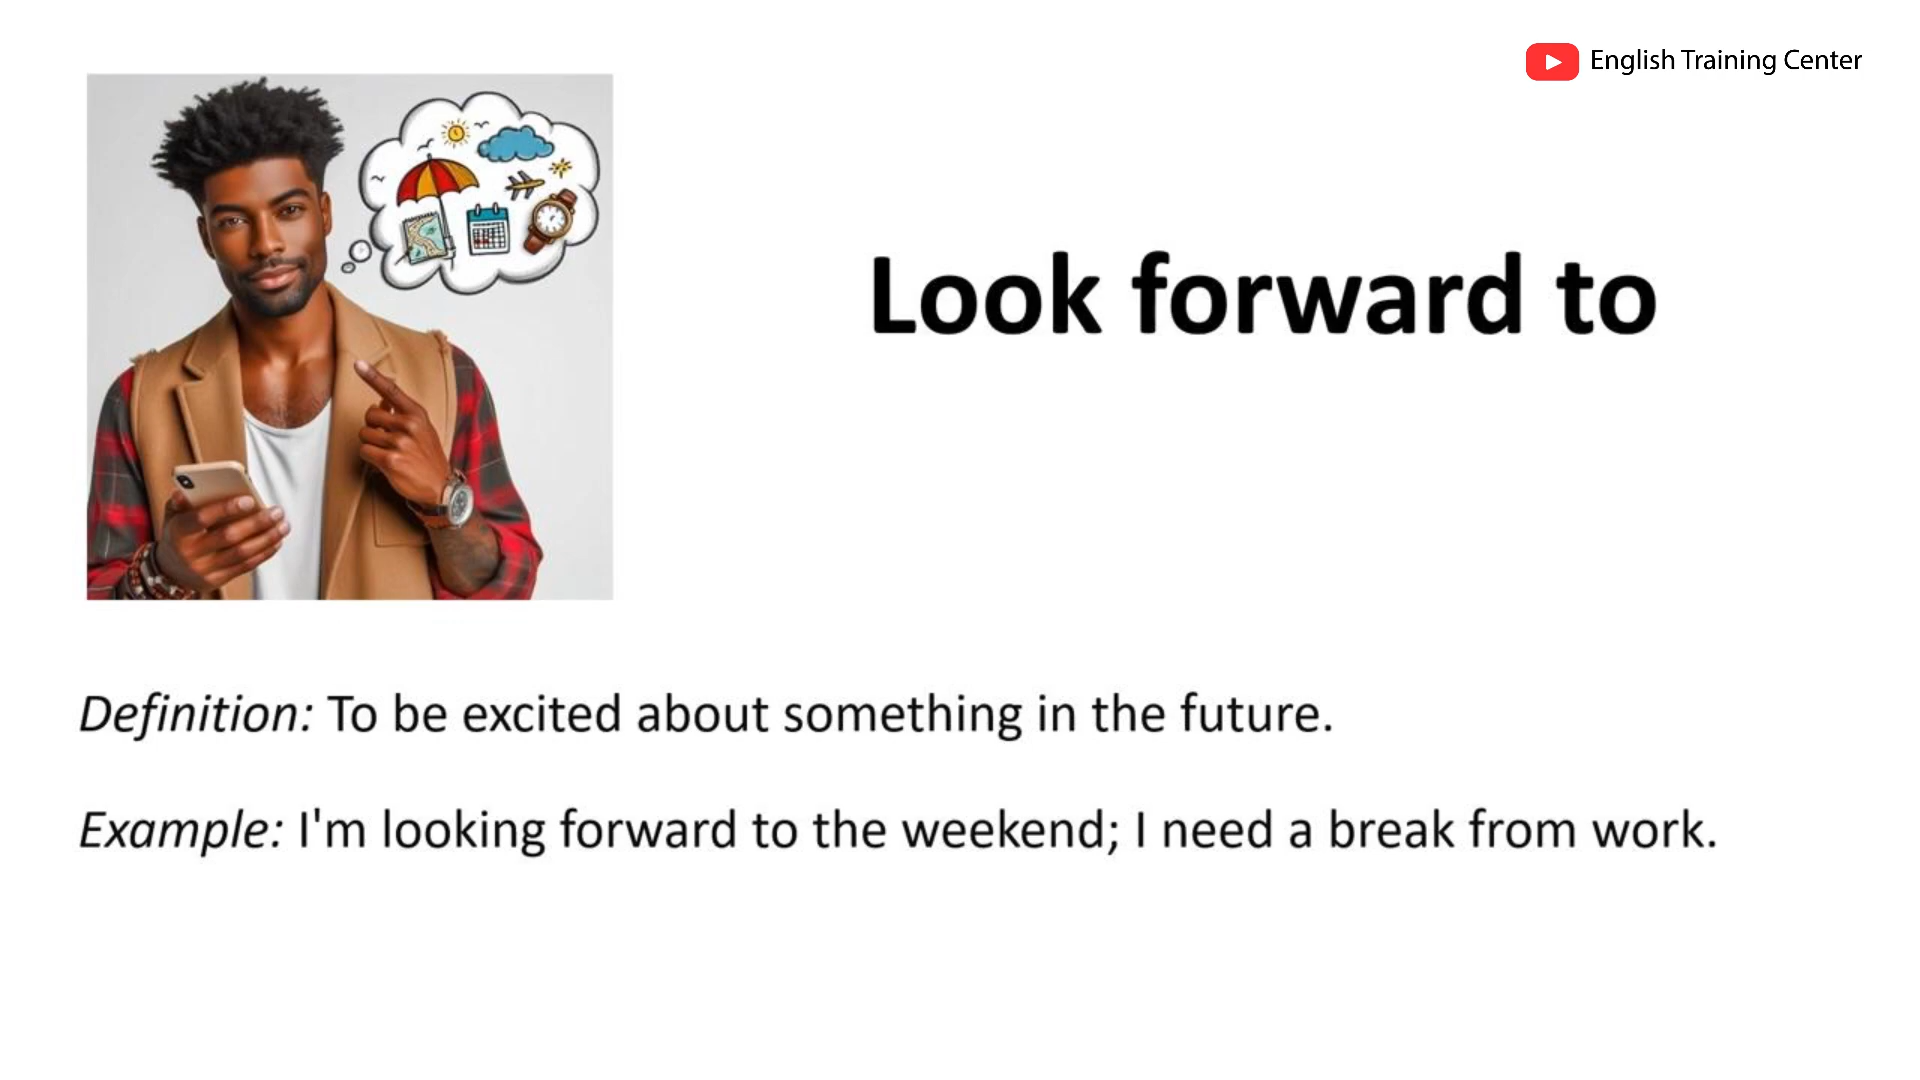 English Training Center
Look forward to
Definition: To be excited about something in the future.
Example: I'm looking forward to the weekend; I need a break from work.